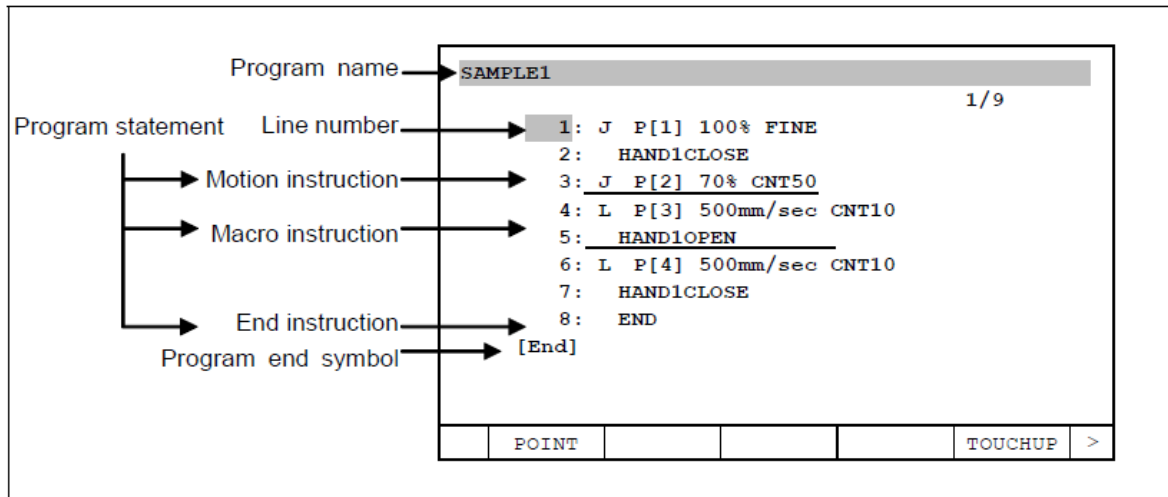 Program name
SAMPLE1
1/9
Program statement
Line number
1: J P[1] 100% FINE
2: HAND1CLOSE
Motion instruction
3: J P[2] 70% CNT50
4: L P[3] 500mm/sec CNT10
Macro instruction
5: HAND1OPEN
6: L P[4] 500mm/sec CNT10
7: HAND1CLOSE
End instruction
8: END
Program end symbol
[End]
POINT
TOUCHUP >